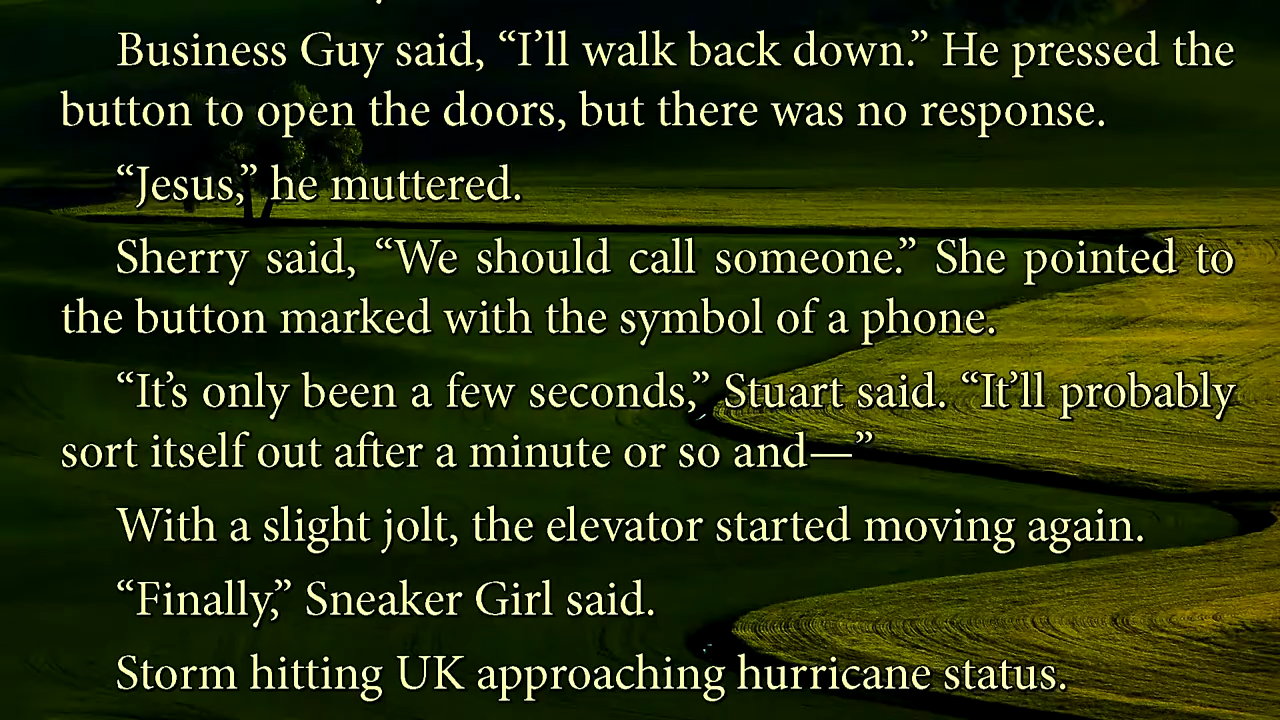 Business Guy said, “I’ll walk back down.” He pressed the
button to open the doors, but there was no response.
“Jesus,” he muttered.
Sherry said, “We should call someone.” She pointed to
the button marked with the symbol of a phone.
“It’s only been a few seconds,” Stuart said. “It’ll probably
sort itself out after a minute or so and—”
With a slight jolt, the elevator started moving again.
“Finally,” Sneaker Girl said.
Storm hitting UK approaching hurricane status.